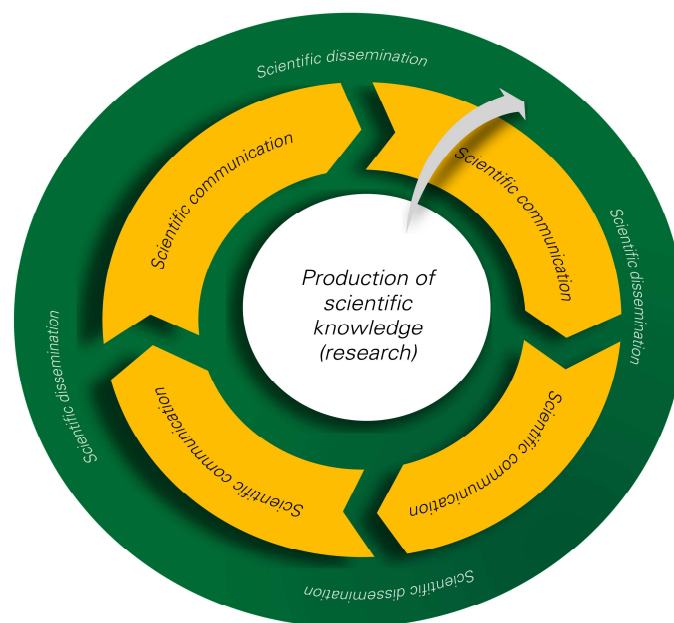 Scientific dissemination
Scientific communication
Scientific communication
Scientific dissemination
Production of
scientific
knowledge
(research)
Scientific dissemination
Scientific communication
Scientific communication
Scientific dissemination